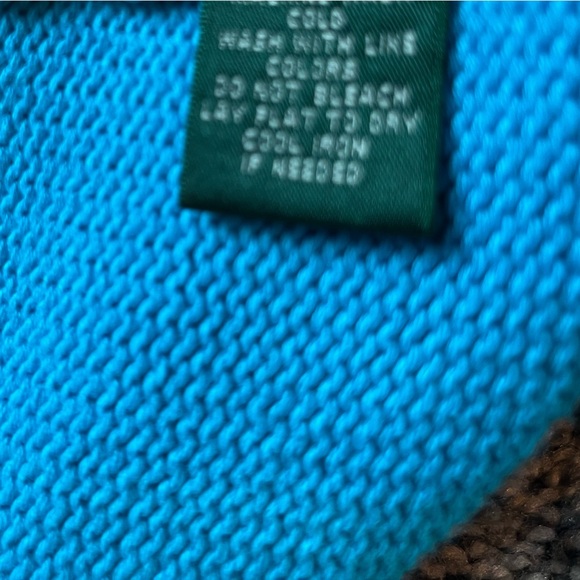 COLD
WASH WITH LIKE
COLORS
DO NOT BLEACH
LAY FLAT TO DRY
COOL IRON
IF NEEDED